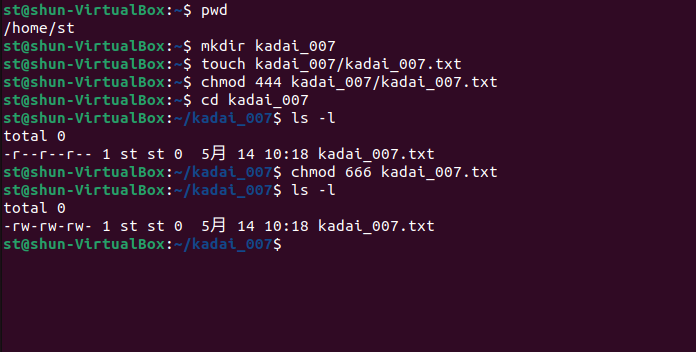 st@shun-VirtualBox:~$ pwd
/home/st
st@shun-VirtualBox:~$ mkdir kadai_007
st@shun-VirtualBox:~$ touch kadai_007/kadai_007.txt
st@shun-VirtualBox:~$ chmod 444 kadai_007/kadai_007.txt
st@shun-VirtualBox:~$ cd kadai_007
st@shun-VirtualBox:~/kadai_007$ ls -l
total 0
-r--r--r-- 1 st st 0  5月 14 10:18 kadai_007.txt
st@shun-VirtualBox:~/kadai_007$ chmod 666 kadai_007.txt
st@shun-VirtualBox:~/kadai_007$ ls -l
total 0
-rw-rw-rw- 1 st st 0  5月 14 10:18 kadai_007.txt
st@shun-VirtualBox:~/kadai_007$